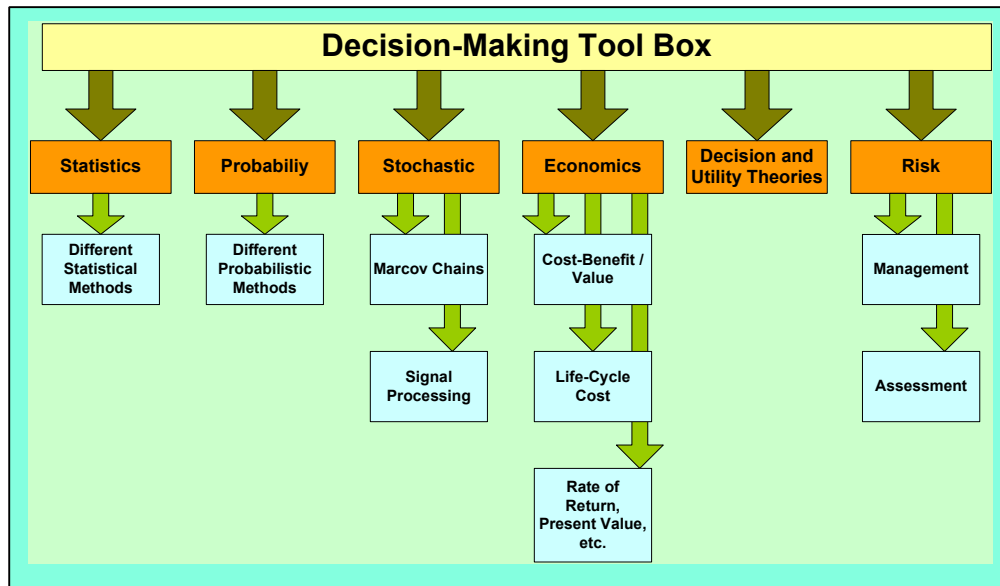 Decision-Making Tool Box
Statistics
Probabiliy
Stochastic
Economics
Decision and
Utility Theories
Risk
Different
Statistical
Methods
Different
Probabilistic
Methods
Marcov Chains
Cost-Benefit /
Value
Management
Signal
Processing
Life-Cycle
Cost
Assessment
Rate of
Return,
Present Value,
etc.